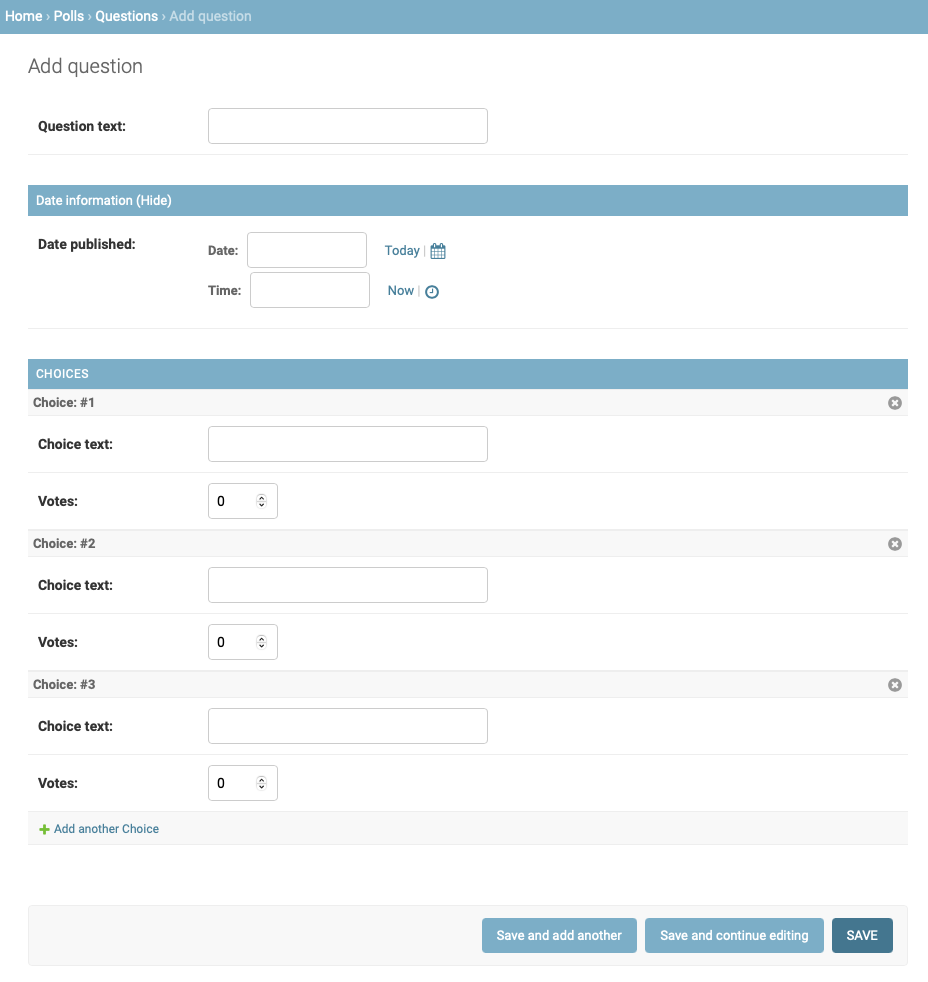 Home › Polls › Questions › Add question
Add question
Question text:
Date information (Hide)
Date published:
Date: Today |
Time: Now |
CHOICES
Choice: #1
Choice text:
Votes: 0
Choice: #2
Choice text:
Votes: 0
Choice: #3
Choice text:
Votes: 0
Add another Choice
Save and add another Save and continue editing SAVE